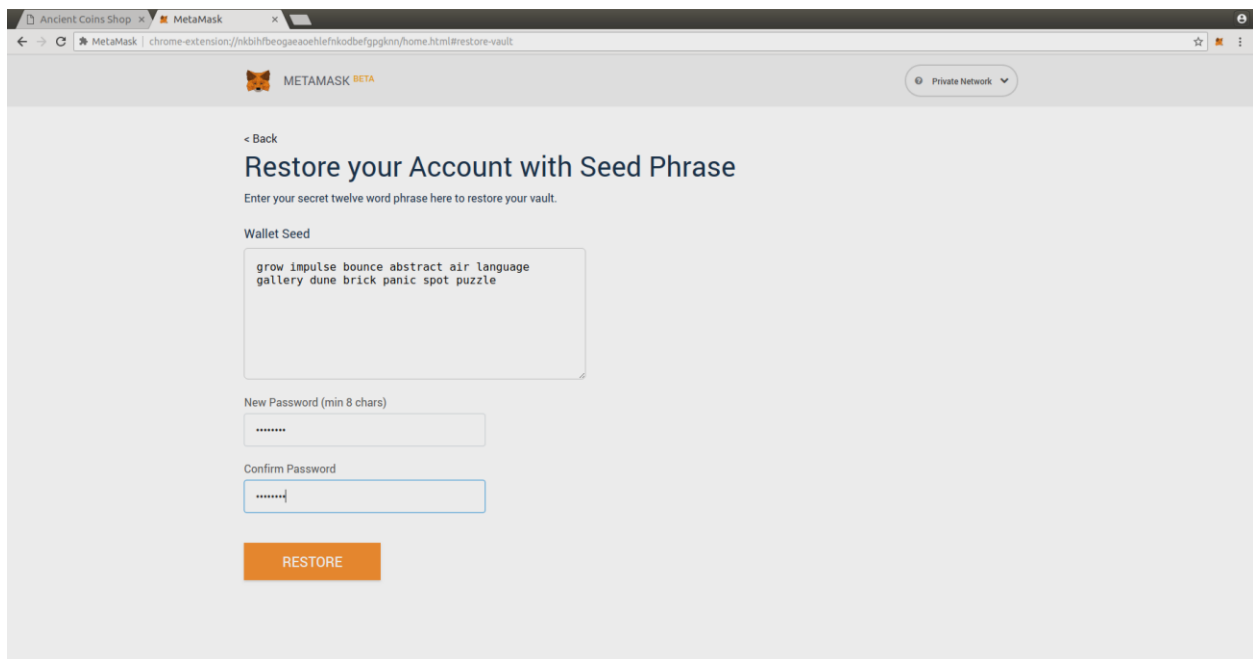 Ancient Coins Shop
MetaMask
MetaMask | chrome-extension://nkbihfbeogaeaoehlefnkodbefgpgknn/home.html#restore-vault
METAMASK BETA
Private Network
< Back
Restore your Account with Seed Phrase
Enter your secret twelve word phrase here to restore your vault.
Wallet Seed
grow impulse bounce abstract air language
gallery dune brick panic spot puzzle
New Password (min 8 chars)
••••••••
Confirm Password
••••••••
RESTORE